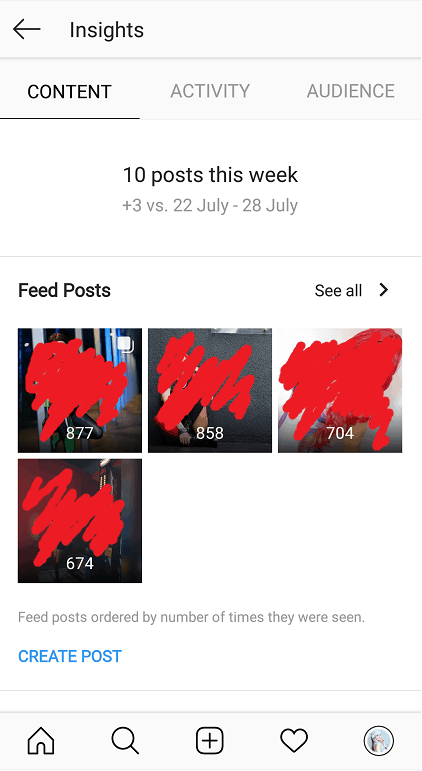 Insights
CONTENT ACTIVITY AUDIENCE
10 posts this week
+3 vs. 22 July - 28 July
Feed Posts See all
877 858 704
674
Feed posts ordered by number of times they were seen.
CREATE POST